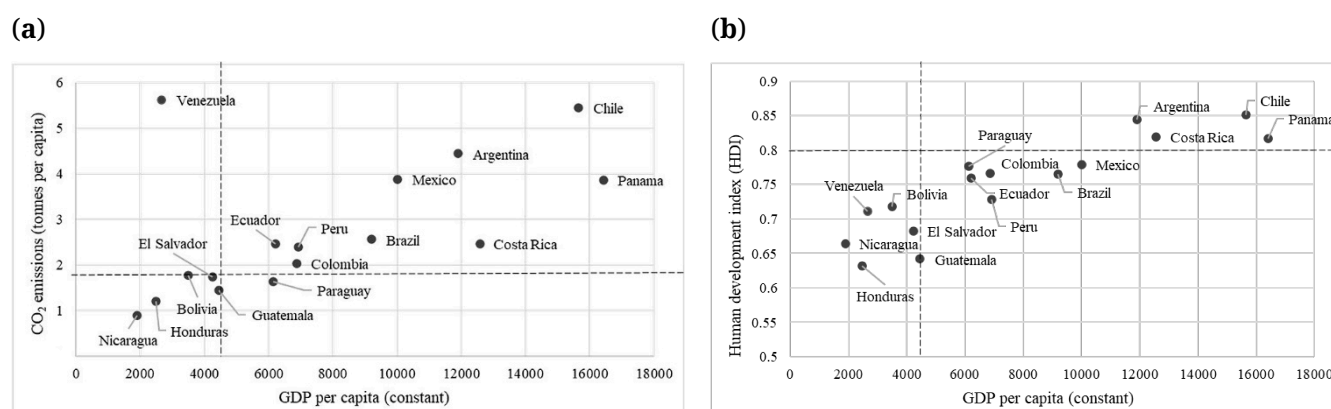 (a)
6
5
4
3
2
1
CO₂ emissions (tonnes per capita)
Venezuela
Chile
Argentina
Mexico
Panama
Ecuador
Peru
El Salvador
Brazil
Costa Rica
Colombia
Paraguay
Bolivia
Guatemala
Honduras
Nicaragua
0 2000 4000 6000 8000 10000 12000 14000 16000 18000
GDP per capita (constant)
(b)
0.9
0.85
0.8
0.75
0.7
0.65
0.6
0.55
0.5
Human development index (HDI)
Argentina
Chile
Panama
Costa Rica
Paraguay
Colombia
Mexico
Venezuela
Bolivia
Ecuador
Brazil
Peru
El Salvador
Nicaragua
Guatemala
Honduras
0 2000 4000 6000 8000 10000 12000 14000 16000 18000
GDP per capita (constant)